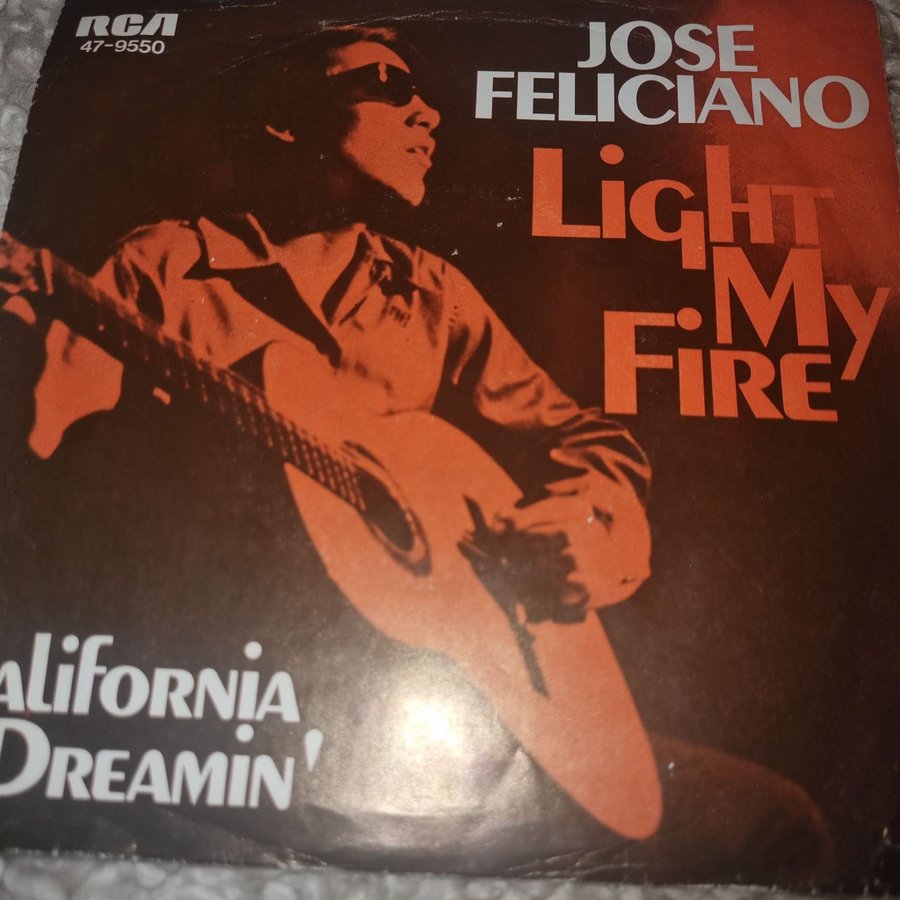 RCA
47-9550
JOSE
FELICIANO
LigHT
My
FiRE
ALifORNiA
DREAMiN'